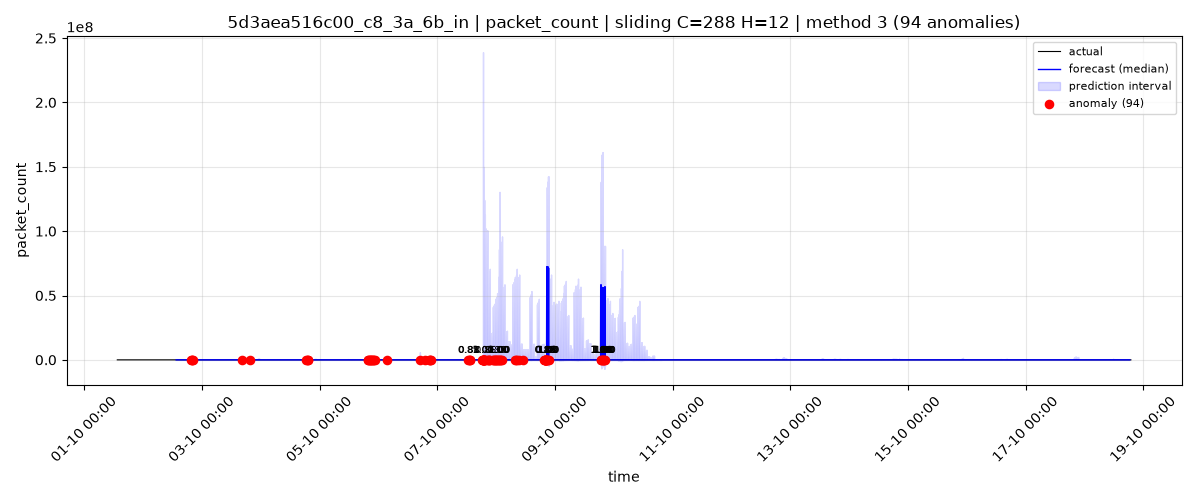 5d3aea516c00_c8_3a_6b_in | packet_count | sliding C=288 H=12 | method 3 (94 anomalies)
1e8
2.5
2.0
1.5
1.0
0.5
0.0
packet_count
actual
forecast (median)
prediction interval
anomaly (94)
01-10 00:00
03-10 00:00
05-10 00:00
07-10 00:00
09-10 00:00
11-10 00:00
13-10 00:00
15-10 00:00
17-10 00:00
19-10 00:00
time